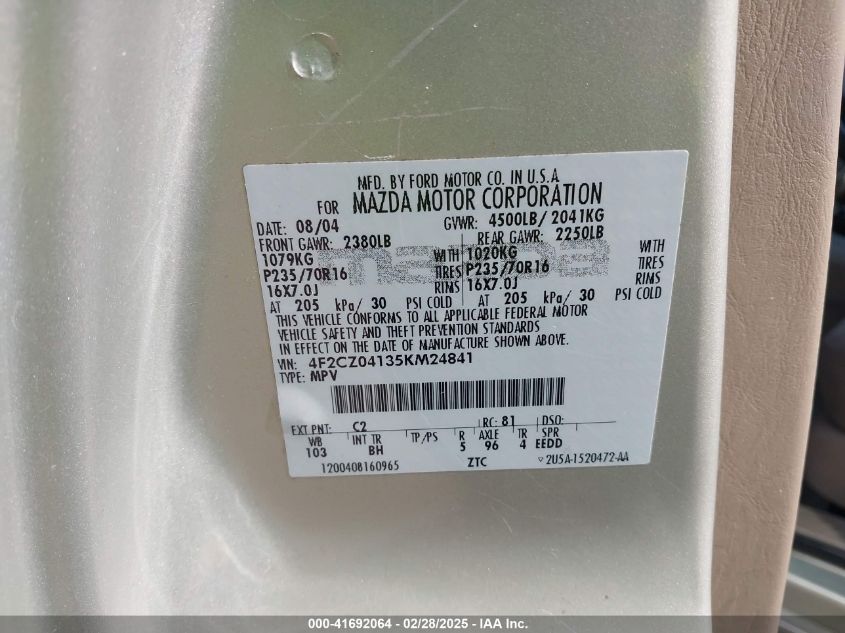 MFD. BY FORD MOTOR CO. IN U.S.A
FOR MAZDA MOTOR CORPORATION
DATE: 08/04 GVWR: 4500LB/ 2041KG
FRONT GAWR: 2380LB REAR GAWR: 2250LB
1079KG WITH 1020KG WITH
P235/70R16 TIRES P235/70R16 TIRES
16X7.0J RIMS 16X7.0J RIMS
AT 205 kPa/ 30 PSI COLD AT 205 kPa/ 30 PSI COLD
mazda
THIS VEHICLE CONFORMS TO ALL APPLICABLE FEDERAL MOTOR
VEHICLE SAFETY AND THEFT PREVENTION STANDARDS
IN EFFECT ON THE DATE OF MANUFACTURE SHOWN ABOVE.
VIN: 4F2CZ04135KM24841
TYPE: MPV
EXT PNT: C2 RC: 81 DSO:
WB INT TR TP/PS R AXLE TR SPR
103 BH 5 96 4 EEDD
1200408160965 ZTC 2U5A-1520472-AA
000-41692064 - 02/28/2025 - IAA Inc.